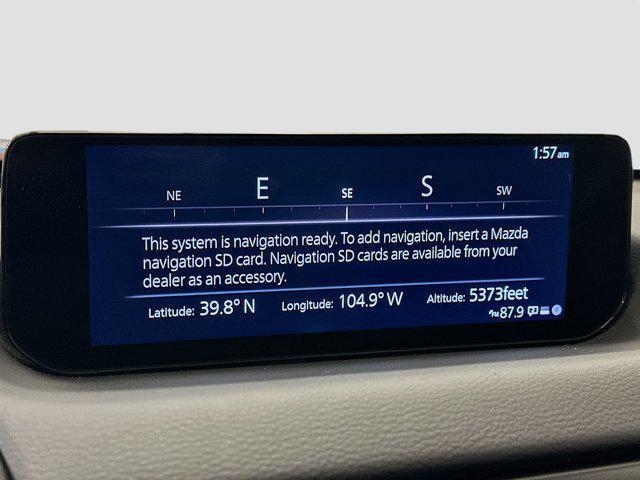 1:57am
NE E SE S SW
This system is navigation ready. To add navigation, insert a Mazda
navigation SD card. Navigation SD cards are available from your
dealer as an accessory.
Latitude: 39.8° N Longitude: 104.9° W Altitude: 5373feet
FM 87.9